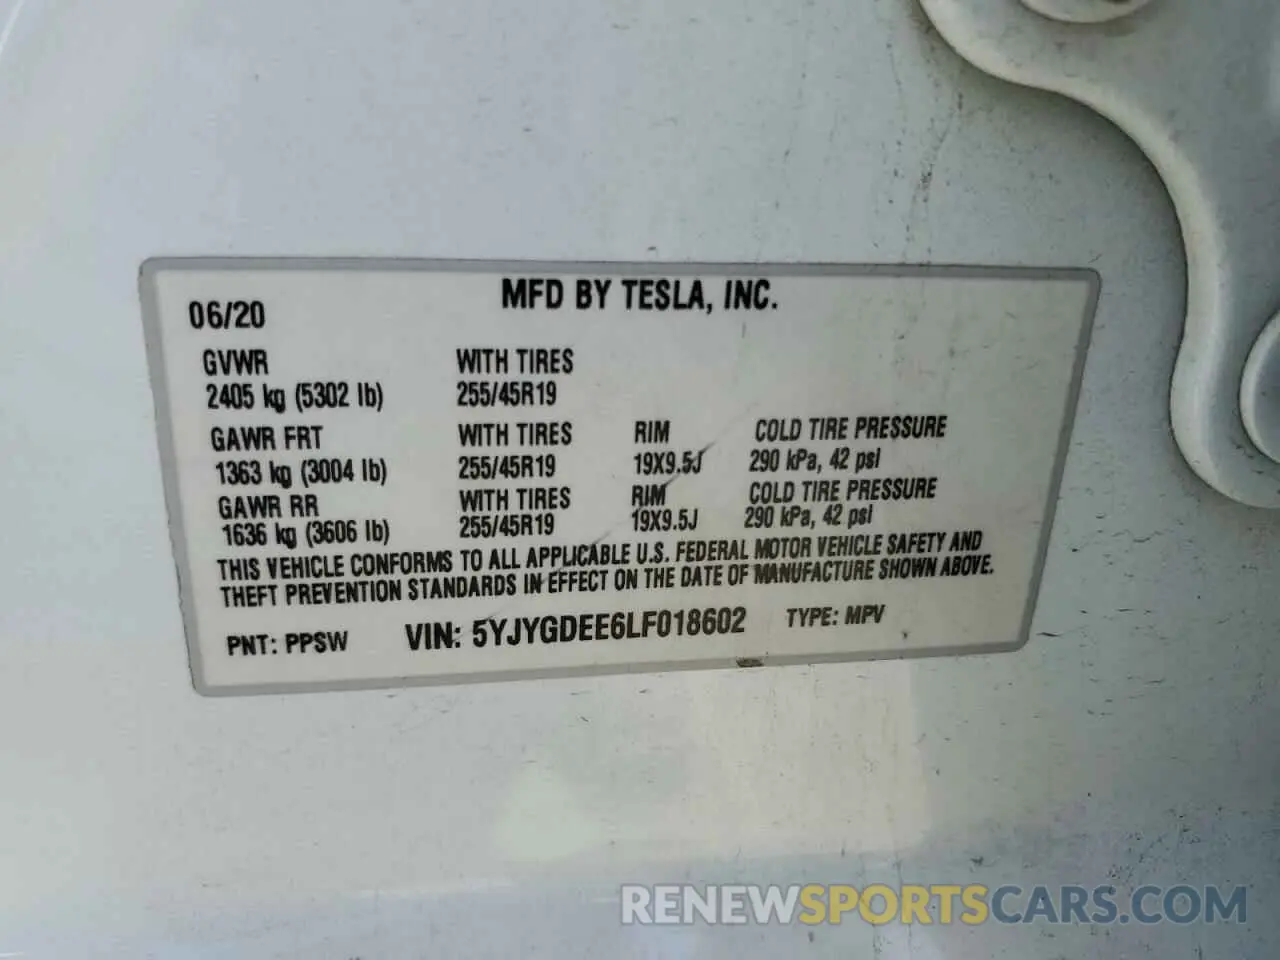 MFD BY TESLA, INC.
06/20
GVWR WITH TIRES
2405 kg (5302 lb) 255/45R19
GAWR FRT WITH TIRES RIM COLD TIRE PRESSURE
1363 kg (3004 lb) 255/45R19 19X9.5J 290 kPa, 42 psi
GAWR RR WITH TIRES RIM COLD TIRE PRESSURE
1636 kg (3606 lb) 255/45R19 19X9.5J 290 kPa, 42 psi
THIS VEHICLE CONFORMS TO ALL APPLICABLE U.S. FEDERAL MOTOR VEHICLE SAFETY AND
THEFT PREVENTION STANDARDS IN EFFECT ON THE DATE OF MANUFACTURE SHOWN ABOVE.
PNT: PPSW VIN: 5YJYGDEE6LF018602 TYPE: MPV
RENEWSPORTSCARS.COM